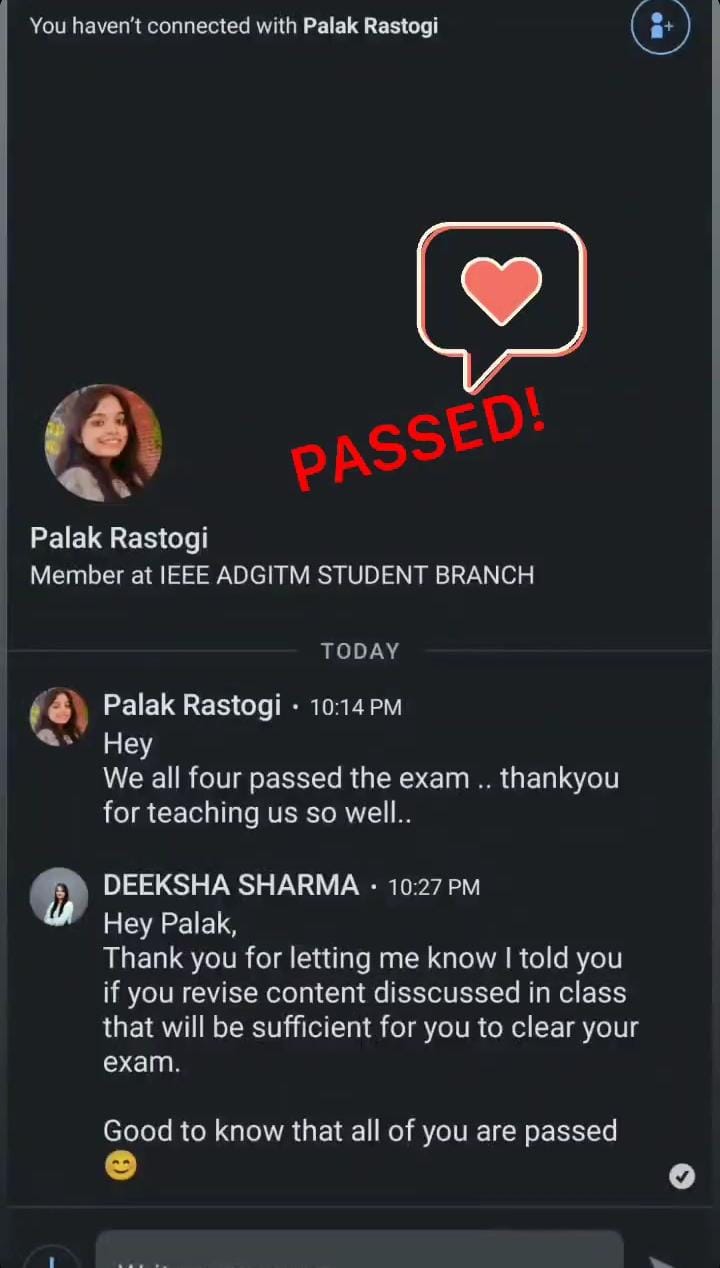 You haven't connected with Palak Rastogi
PASSED!
Palak Rastogi
Member at IEEE ADGITM STUDENT BRANCH
TODAY
Palak Rastogi • 10:14 PM
Hey
We all four passed the exam .. thankyou
for teaching us so well..
DEEKSHA SHARMA • 10:27 PM
Hey Palak,
Thank you for letting me know I told you
if you revise content disscussed in class
that will be sufficient for you to clear your
exam.
Good to know that all of you are passed
😊